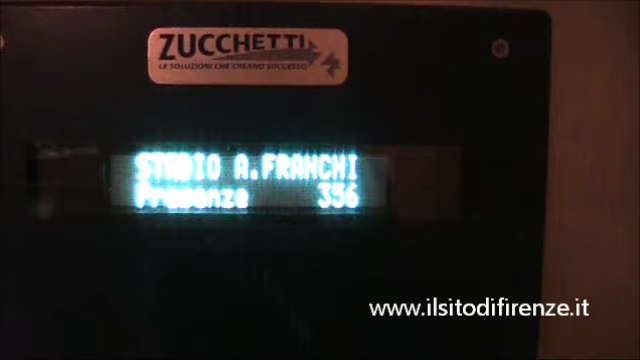 ZUCCHETTI
LE SOLUZIONI CHE CREANO SUCCESSO
STADIO A.FRANCHI
Presenze 356
www.ilsitodifirenze.it